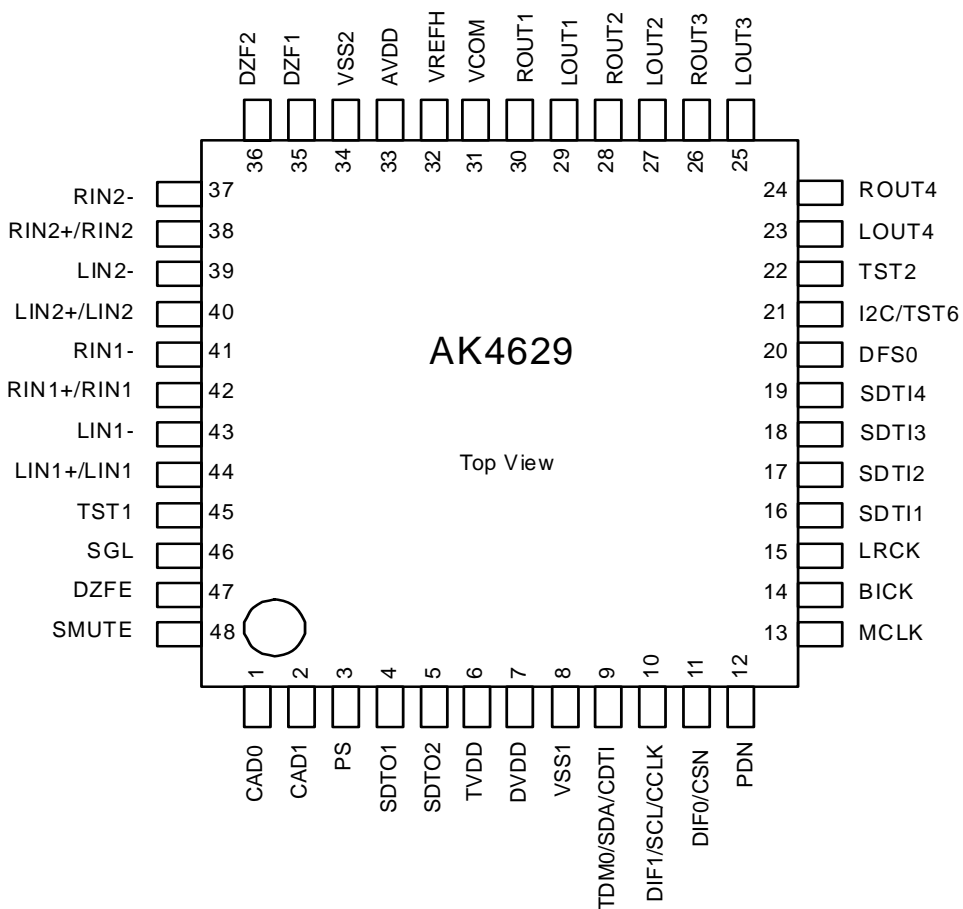 DZF2
DZF1
VSS2
AVDD
VREFH
VCOM
ROUT1
LOUT1
ROUT2
LOUT2
ROUT3
LOUT3
36
35
34
33
32
31
30
29
28
27
26
25
RIN2- 37
RIN2+/RIN2 38
LIN2- 39
LIN2+/LIN2 40
RIN1- 41
RIN1+/RIN1 42
LIN1- 43
LIN1+/LIN1 44
TST1 45
SGL 46
DZFE 47
SMUTE 48
AK4629
Top View
24 ROUT4
23 LOUT4
22 TST2
21 I2C/TST6
20 DFS0
19 SDTI4
18 SDTI3
17 SDTI2
16 SDTI1
15 LRCK
14 BICK
13 MCLK
1
2
3
4
5
6
7
8
9
10
11
12
CAD0
CAD1
PS
SDTO1
SDTO2
TVDD
DVDD
VSS1
TDM0/SDA/CDTI
DIF1/SCL/CCLK
DIF0/CSN
PDN